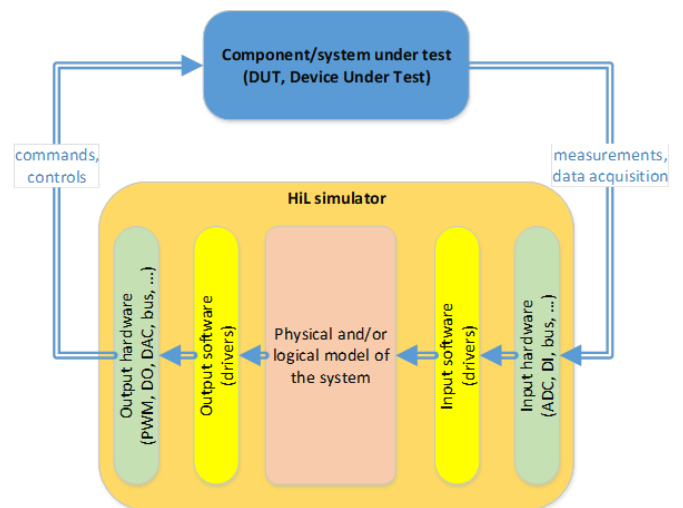 Component/system under test
(DUT, Device Under Test)
commands,
controls
measurements,
data acquisition
HiL simulator
Output hardware
(PWM, DO, DAC, bus, ...)
Output software
(drivers)
Physical and/or
logical model of
the system
Input software
(drivers)
Input hardware
(ADC, DI, bus, ...)